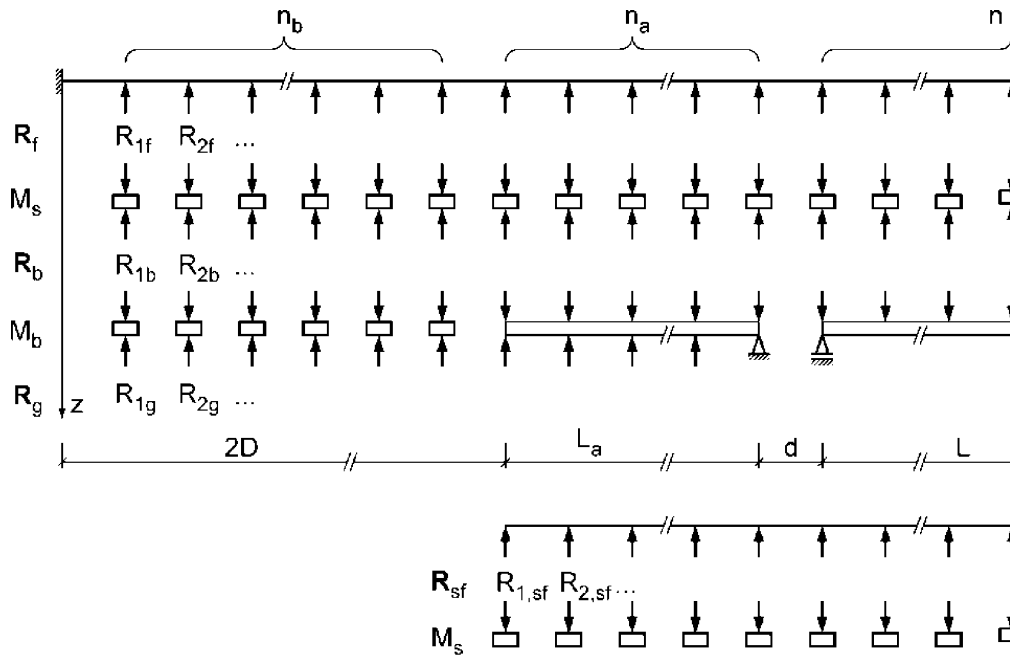 n_b n_a n
R_f R_1f R_2f ...
M_s
R_b R_1b R_2b ...
M_b
R_g z R_1g R_2g ...
2D L_a d L
R_sf R_1,sf R_2,sf ...
M_s